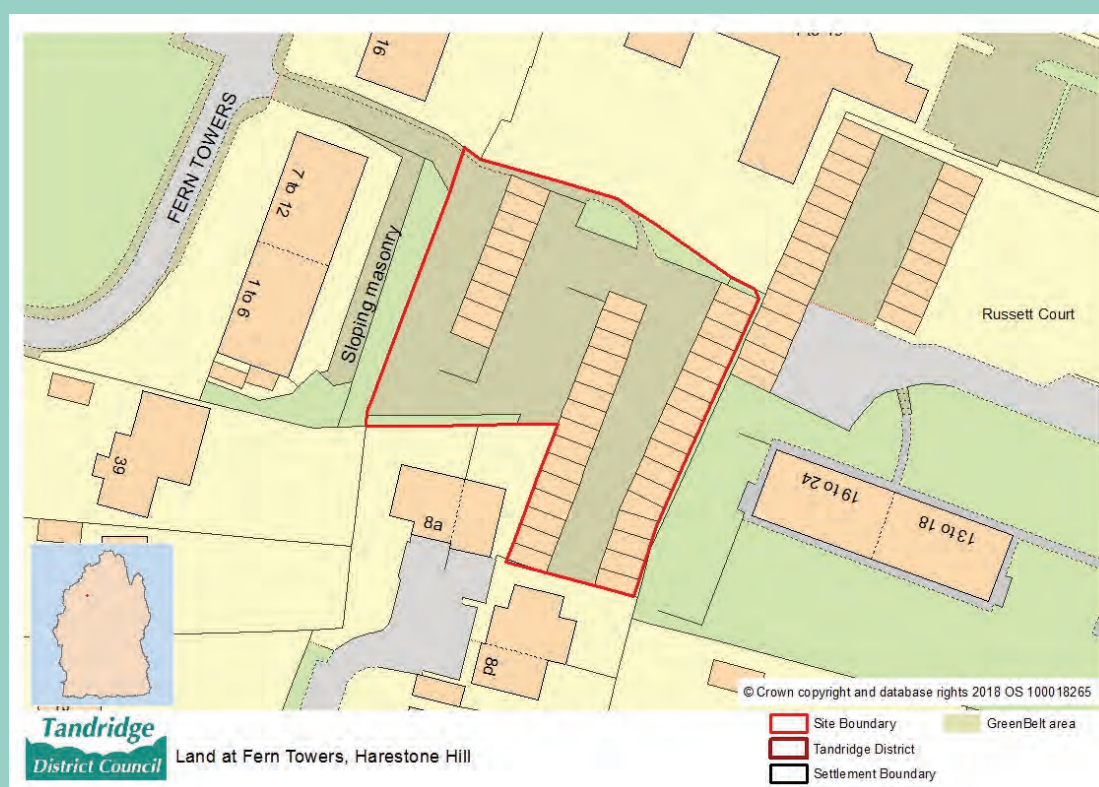 16
FERN TOWERS
7 to 12
1 to 6
Sloping masonry
Russett Court
39
8a
19 to 24
13 to 18
8d
© Crown copyright and database rights 2018 OS 100018265
Tandridge
District Council
Land at Fern Towers, Harestone Hill
Site Boundary
GreenBelt area
Tandridge District
Settlement Boundary